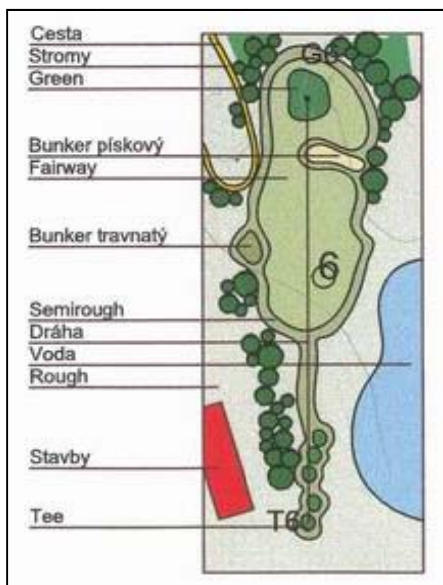 Cesta
Stromy
Green
Bunker pískový
Fairway
Bunker travnatý
Semirough
Dráha
Voda
Rough
Stavby
Tee
G6
6
T6